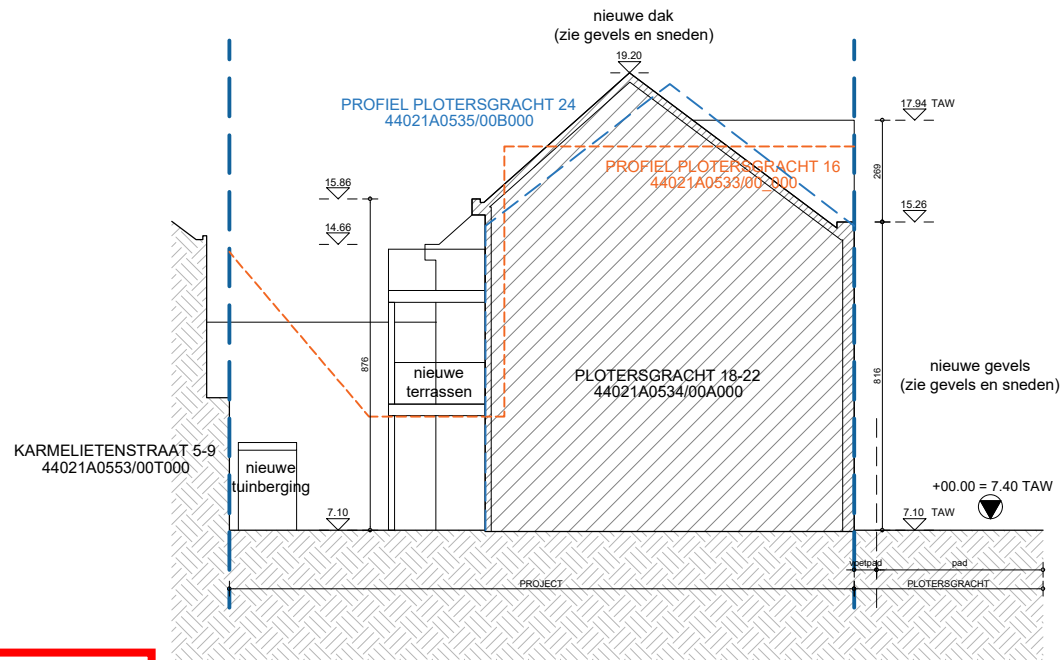 nieuwe dak
(zie gevels en sneden)
19.20
PROFIEL PLOTERSGRACHT 24
44021A0535/00B000
17.94 TAW
PROFIEL PLOTERSGRACHT 16
44021A0533/00_000
269
15.86
15.26
14.66
876
nieuwe
terrassen
PLOTERSGRACHT 18-22
44021A0534/00A000
816
nieuwe gevels
(zie gevels en sneden)
KARMELIETENSTRAAT 5-9
44021A0553/00T000
nieuwe
tuinberging
+00.00 = 7.40 TAW
7.10
7.10 TAW
voetpad
pad
PROJECT
PLOTERSGRACHT